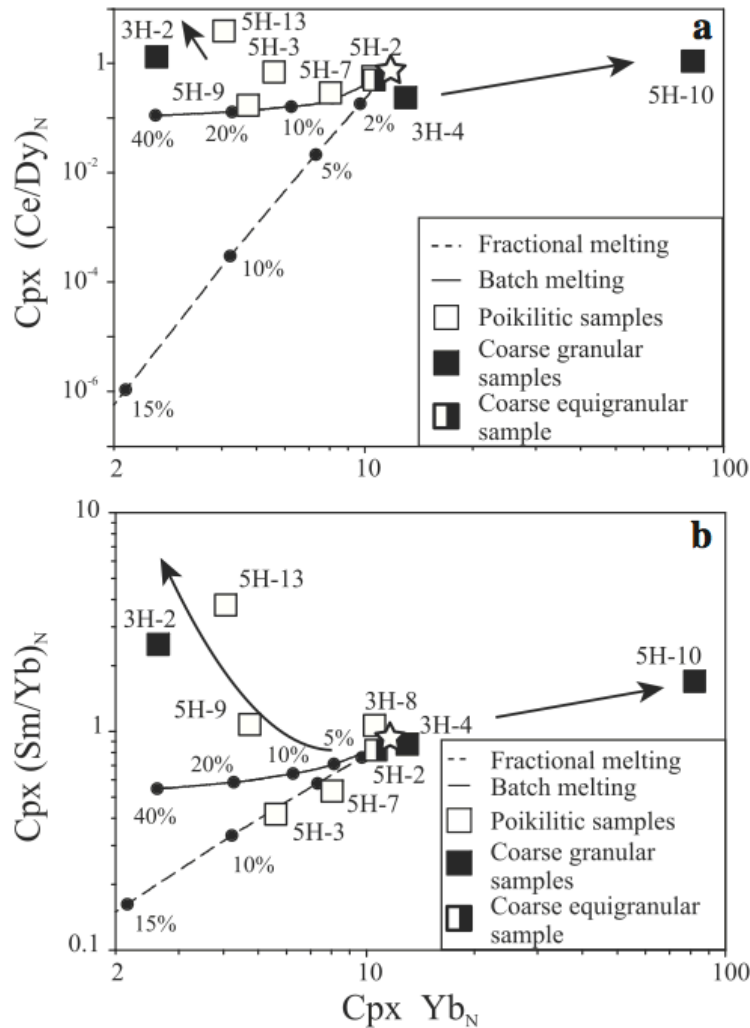 a
3H-2
5H-13
5H-3
5H-2
5H-7
5H-9
3H-4
5H-10
40%
20%
10%
2%
5%
10%
15%
1
10-2
10-4
10-6
Cpx (Ce/Dy)N
Fractional melting
Batch melting
Poikilitic samples
Coarse granular
samples
Coarse equigranular
sample
2
10
100
b
10
1
0.1
Cpx (Sm/Yb)N
5H-13
3H-2
5H-9
3H-8
3H-4
5H-10
5%
10%
20%
40%
5H-2
5H-7
5H-3
10%
15%
Fractional melting
Batch melting
Poikilitic samples
Coarse granular
samples
Coarse equigranular
sample
2
10
100
Cpx YbN